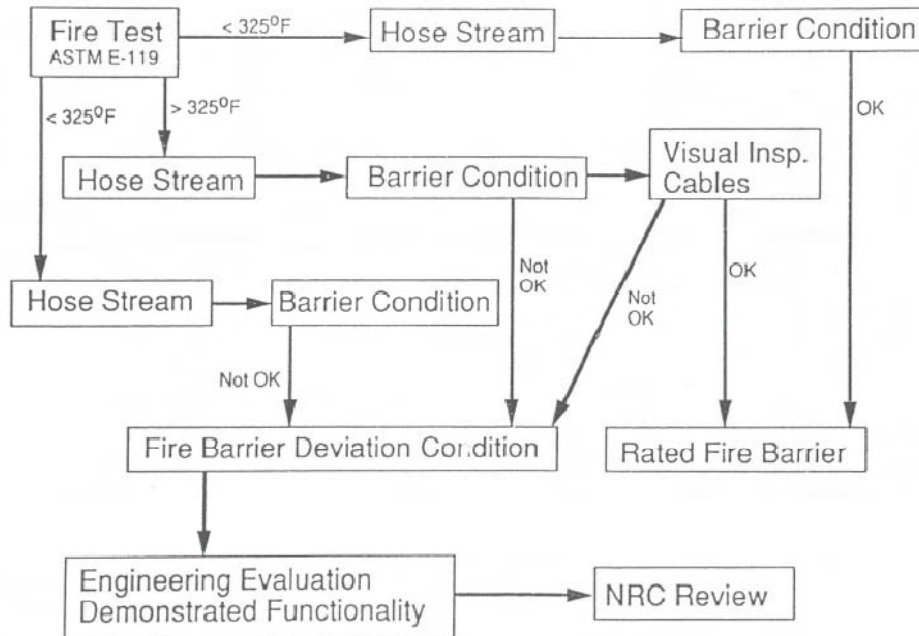 Fire Test
ASTM E-119
< 325°F
Hose Stream
Barrier Condition
< 325°F
> 325°F
OK
Hose Stream
Barrier Condition
Visual Insp.
Cables
Not
OK
Not
OK
OK
Hose Stream
Barrier Condition
Not OK
Fire Barrier Deviation Condition
Rated Fire Barrier
Engineering Evaluation
Demonstrated Functionality
NRC Review